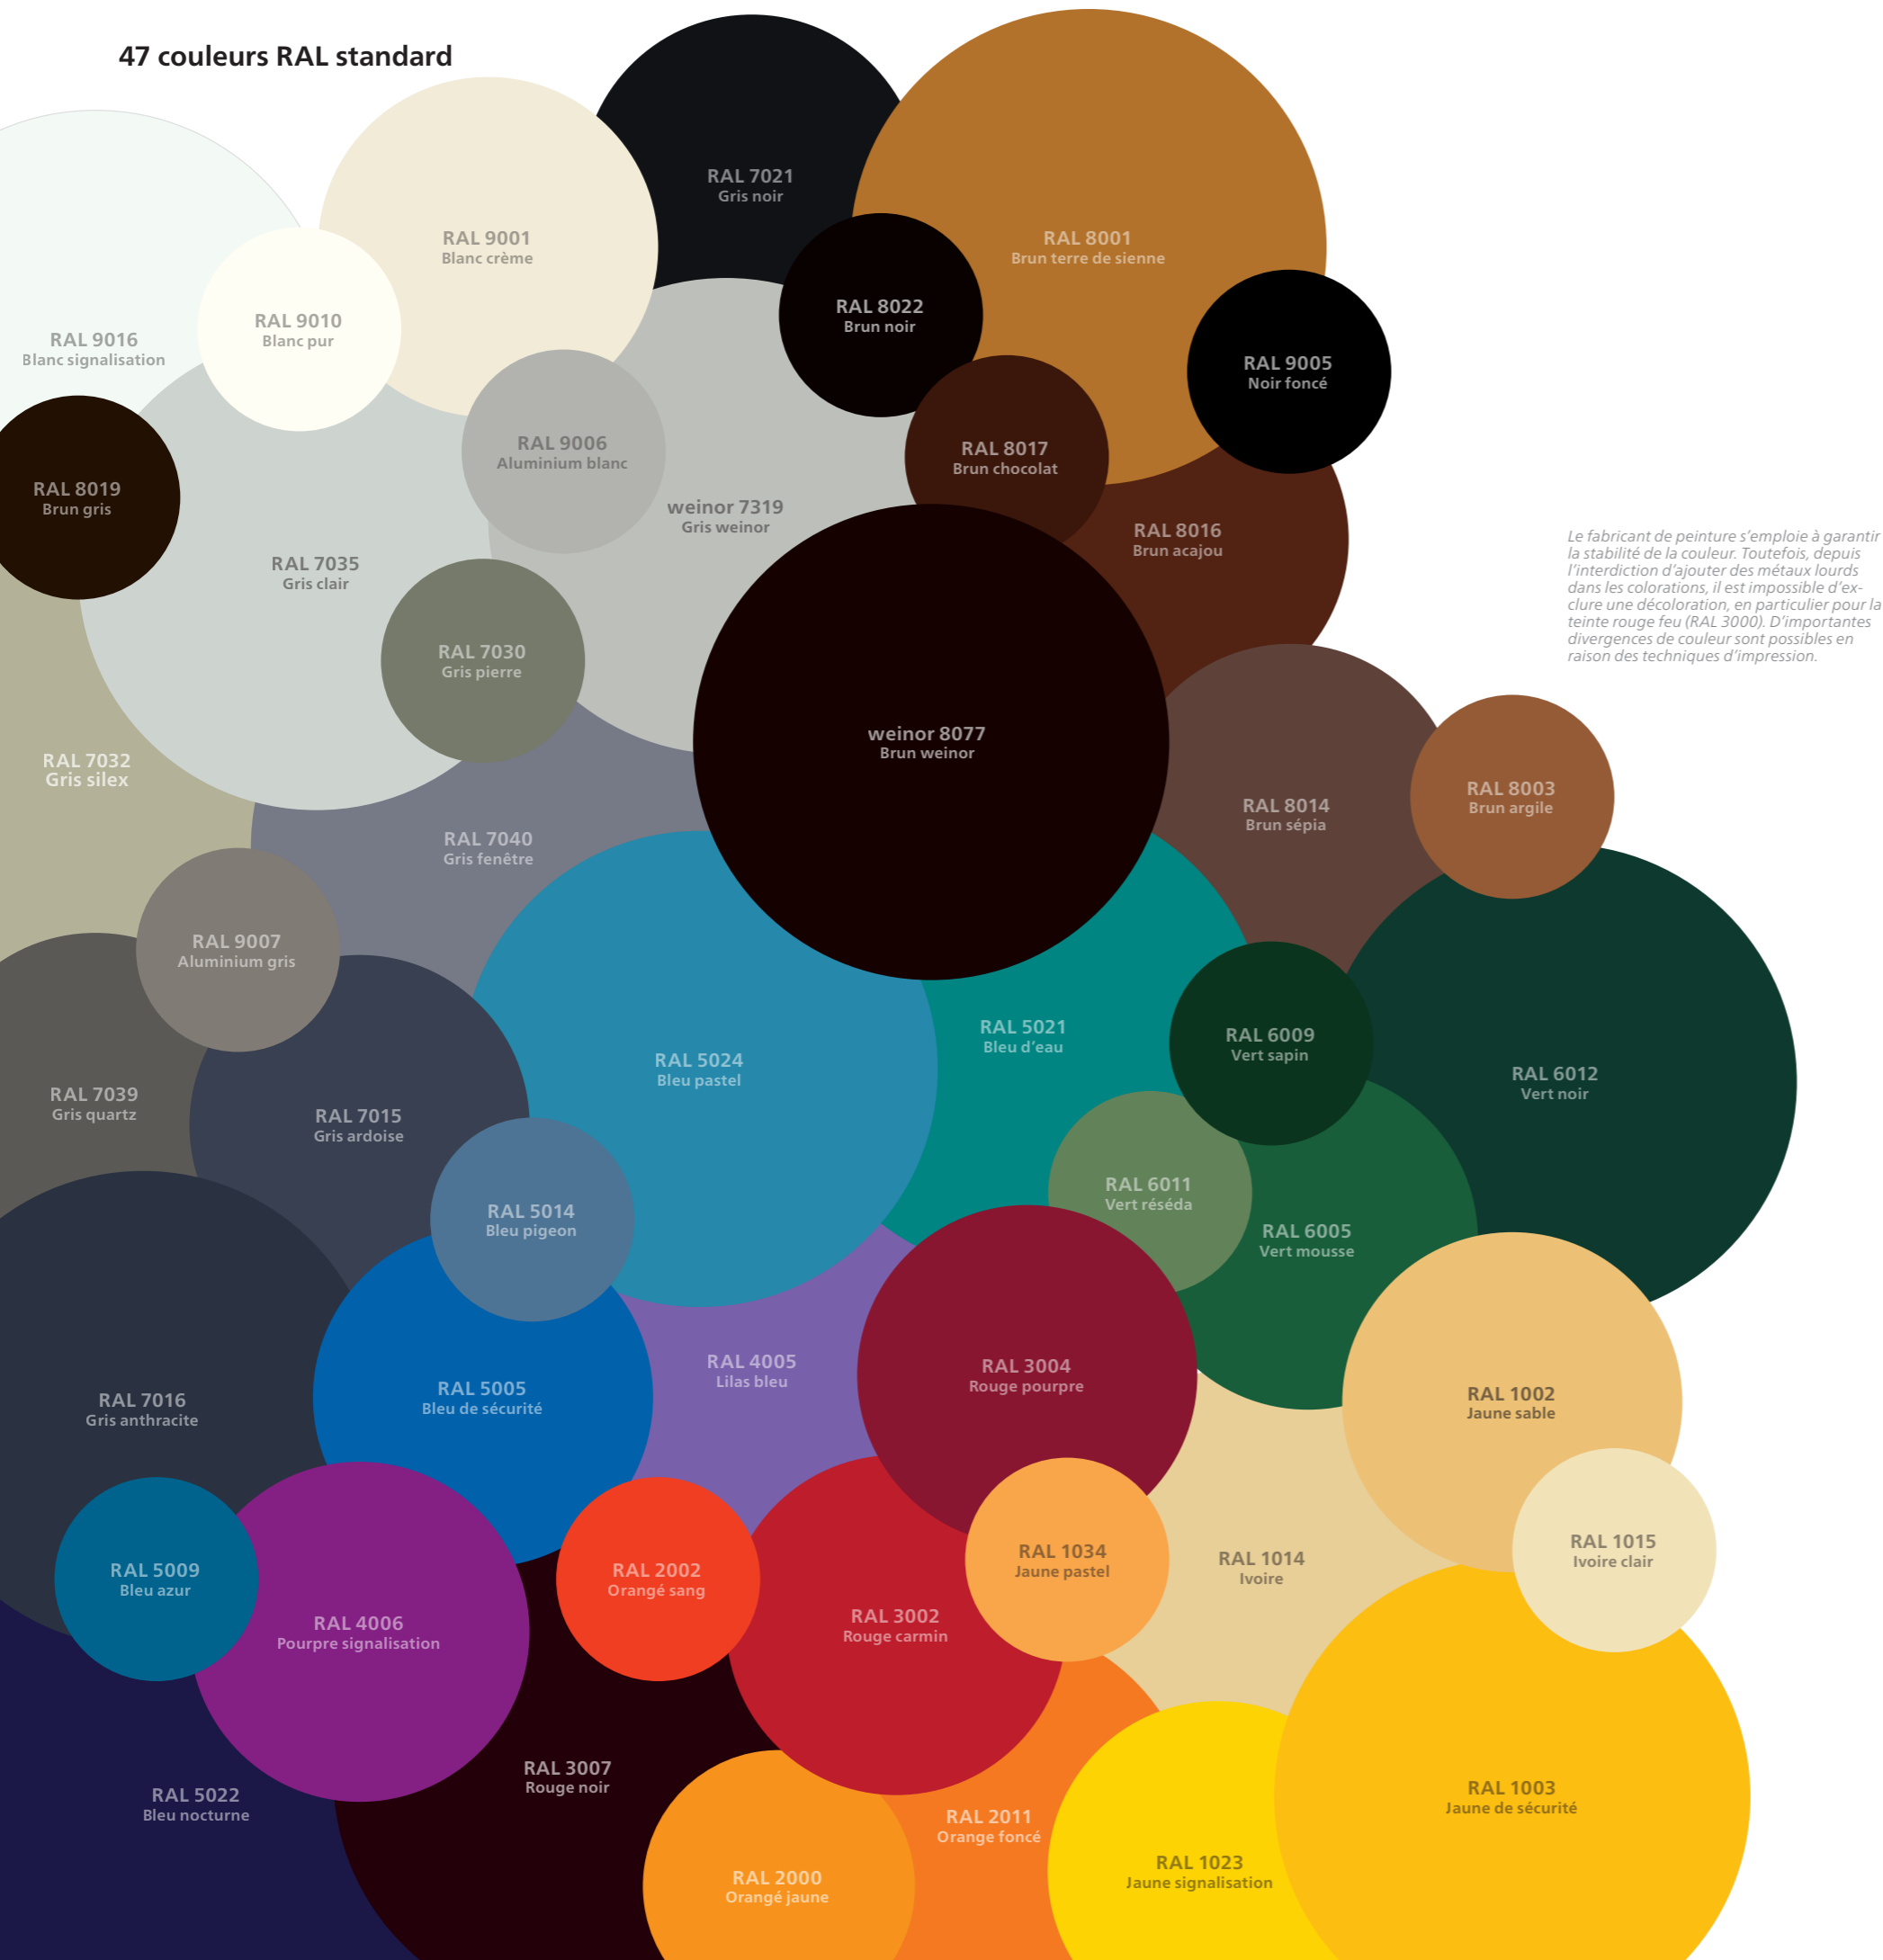 47 couleurs RAL standard
RAL 7021
Gris noir
RAL 9001
Blanc crème
RAL 8001
Brun terre de sienne
RAL 8022
Brun noir
RAL 9010
Blanc pur
RAL 9016
Blanc signalisation
RAL 9005
Noir foncé
RAL 9006
Aluminium blanc
RAL 8017
Brun chocolat
RAL 8019
Brun gris
weinor 7319
Gris weinor
RAL 8016
Brun acajou
Le fabricant de peinture s’emploie à garantir
la stabilité de la couleur. Toutefois, depuis
l’interdiction d’ajouter des métaux lourds
dans les colorations, il est impossible d’ex-
clure une décoloration, en particulier pour la
teinte rouge feu (RAL 3000). D’importantes
divergences de couleur sont possibles en
raison des techniques d’impression.
RAL 7035
Gris clair
RAL 7030
Gris pierre
weinor 8077
Brun weinor
RAL 7032
Gris silex
RAL 8003
Brun argile
RAL 8014
Brun sépia
RAL 7040
Gris fenêtre
RAL 9007
Aluminium gris
RAL 5021
Bleu d’eau
RAL 6009
Vert sapin
RAL 5024
Bleu pastel
RAL 6012
Vert noir
RAL 7039
Gris quartz
RAL 7015
Gris ardoise
RAL 6011
Vert réséda
RAL 5014
Bleu pigeon
RAL 6005
Vert mousse
RAL 4005
Lilas bleu
RAL 3004
Rouge pourpre
RAL 5005
Bleu de sécurité
RAL 7016
Gris anthracite
RAL 1002
Jaune sable
RAL 1015
Ivoire clair
RAL 1034
Jaune pastel
RAL 1014
Ivoire
RAL 5009
Bleu azur
RAL 2002
Orangé sang
RAL 3002
Rouge carmin
RAL 4006
Pourpre signalisation
RAL 3007
Rouge noir
RAL 5022
Bleu nocturne
RAL 1003
Jaune de sécurité
RAL 2011
Orange foncé
RAL 1023
Jaune signalisation
RAL 2000
Orangé jaune